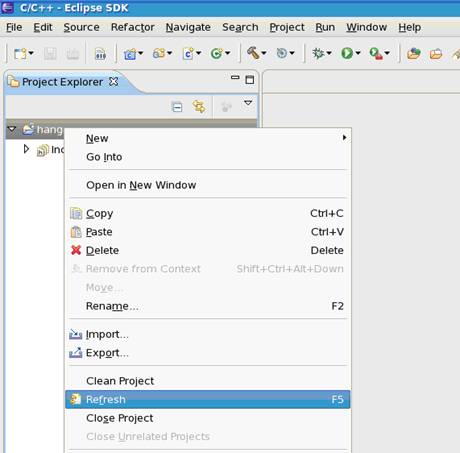 C/C++ - Eclipse SDK
File Edit Source Refactor Navigate Search Project Run Window Help
Project Explorer
hang
New
Go Into
Open in New Window
Copy Ctrl+C
Paste Ctrl+V
Delete Delete
Remove from Context Shift+Ctrl+Alt+Down
Move...
Rename... F2
Import...
Export...
Clean Project
Refresh F5
Close Project
Close Unrelated Projects